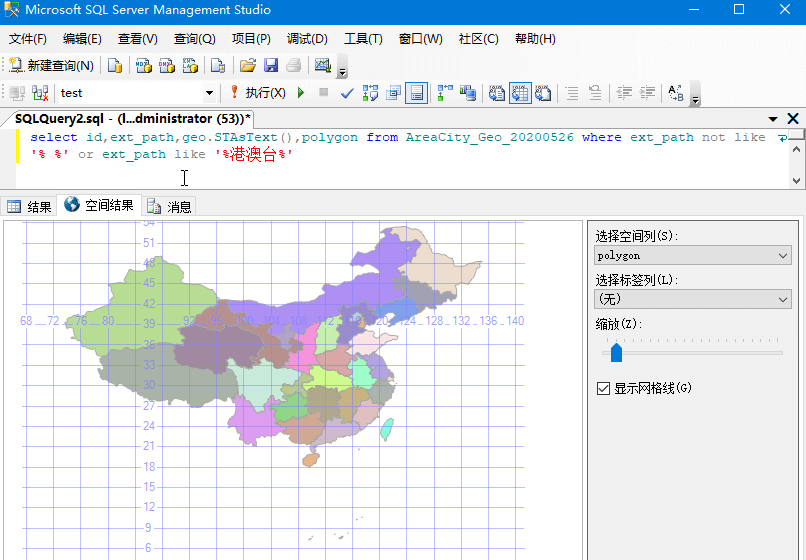 Microsoft SQL Server Management Studio
文件(F) 编辑(E) 查看(V) 查询(Q) 项目(P) 调试(D) 工具(T) 窗口(W) 社区(C) 帮助(H)
新建查询(N)
test 执行(X)
SQLQuery2.sql - (l...dministrator (53))*
select id,ext_path,geo.STAsText(),polygon from AreaCity_Geo_20200526 where ext_path not like
'% %' or ext_path like '%港澳台%'
结果 空间结果 消息
54
51
48
45
42
68 72 76 80 92 96 100 104 108 112 116 120 124 128 132 136 140
39
36
33
30
27
24
21
18
15
12
9
6
选择空间列(S):
polygon
选择标签列(L):
(无)
缩放(Z):
显示网格线(G)